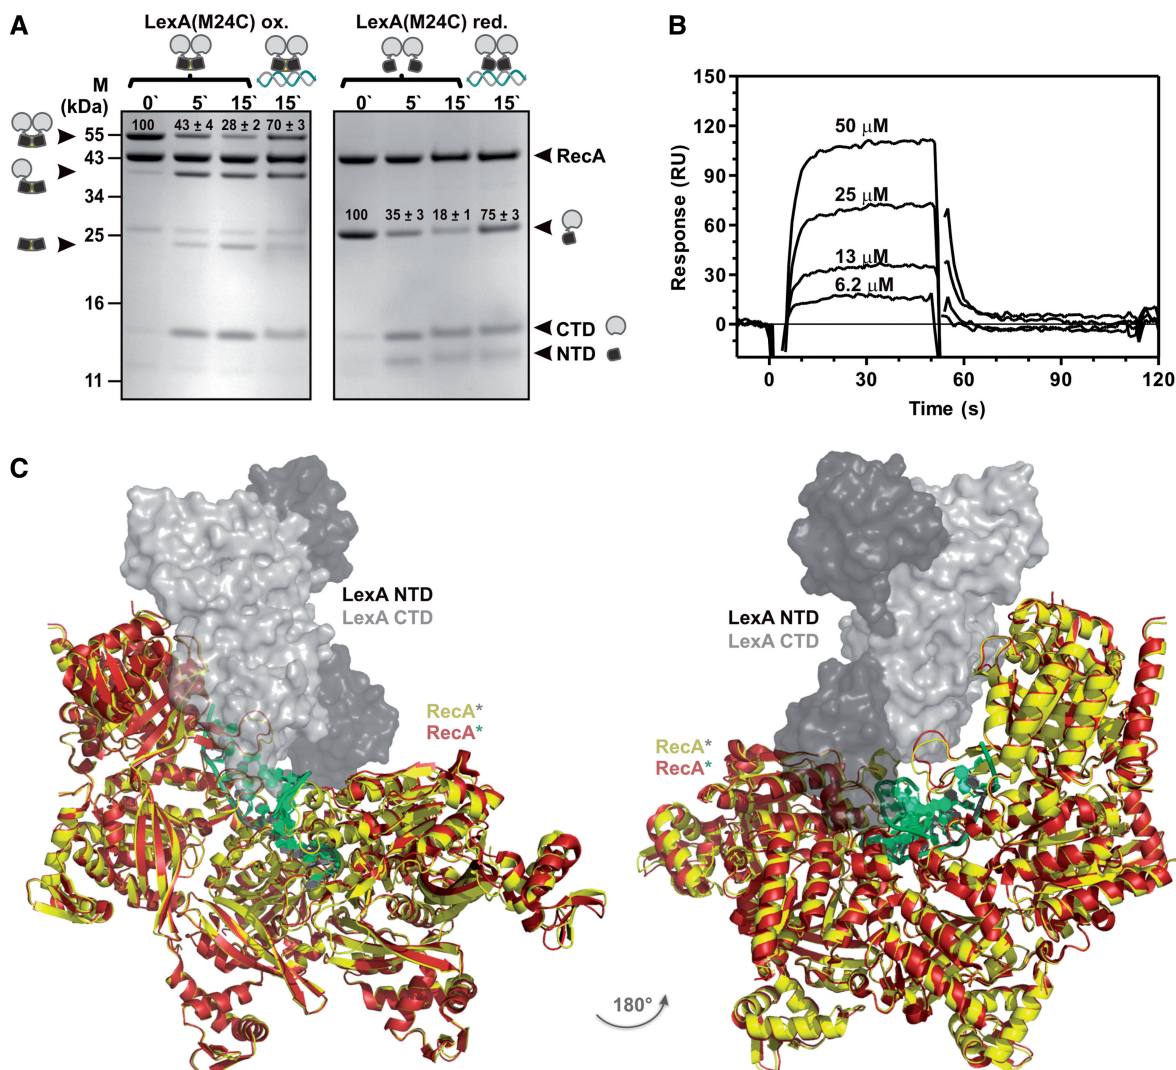 A
LexA(M24C) ox.
LexA(M24C) red.
M
(kDa)
0` 5` 15` 15`
0` 5` 15` 15`
100 43 ± 4 28 ± 2 70 ± 3
55
43
34
25
16
11
RecA
100 35 ± 3 18 ± 1 75 ± 3
CTD
NTD
B
150
120
90
60
30
0
Response (RU)
50 µM
25 µM
13 µM
6.2 µM
0 30 60 90 120
Time (s)
C
LexA NTD
LexA CTD
RecA*
RecA*
LexA NTD
LexA CTD
RecA*
RecA*
180°